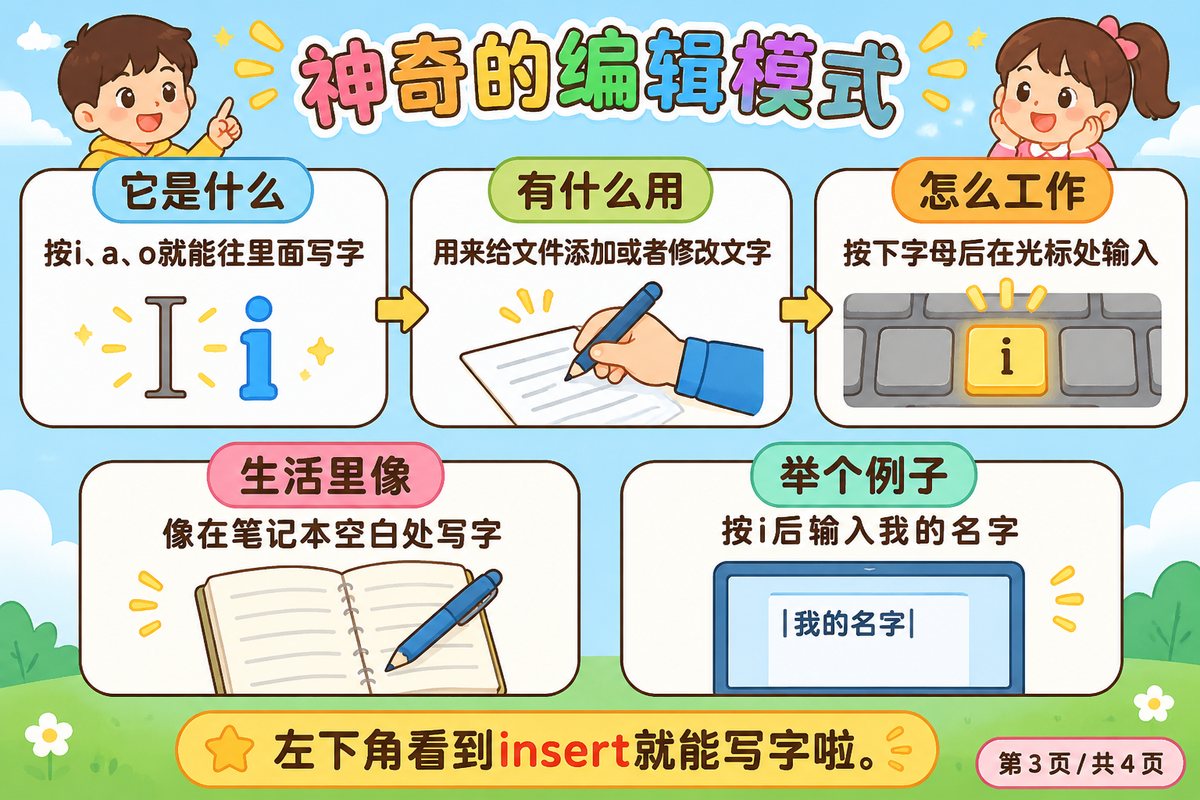 神奇的编辑模式
它是什么
按i、a、o就能往里面写字
i
有什么用
用来给文件添加或者修改文字
怎么工作
按下字母后在光标处输入
i
生活里像
像在笔记本空白处写字
举个例子
按i后输入我的名字
|我的名字|
左下角看到insert就能写字啦。
第3页/共4页